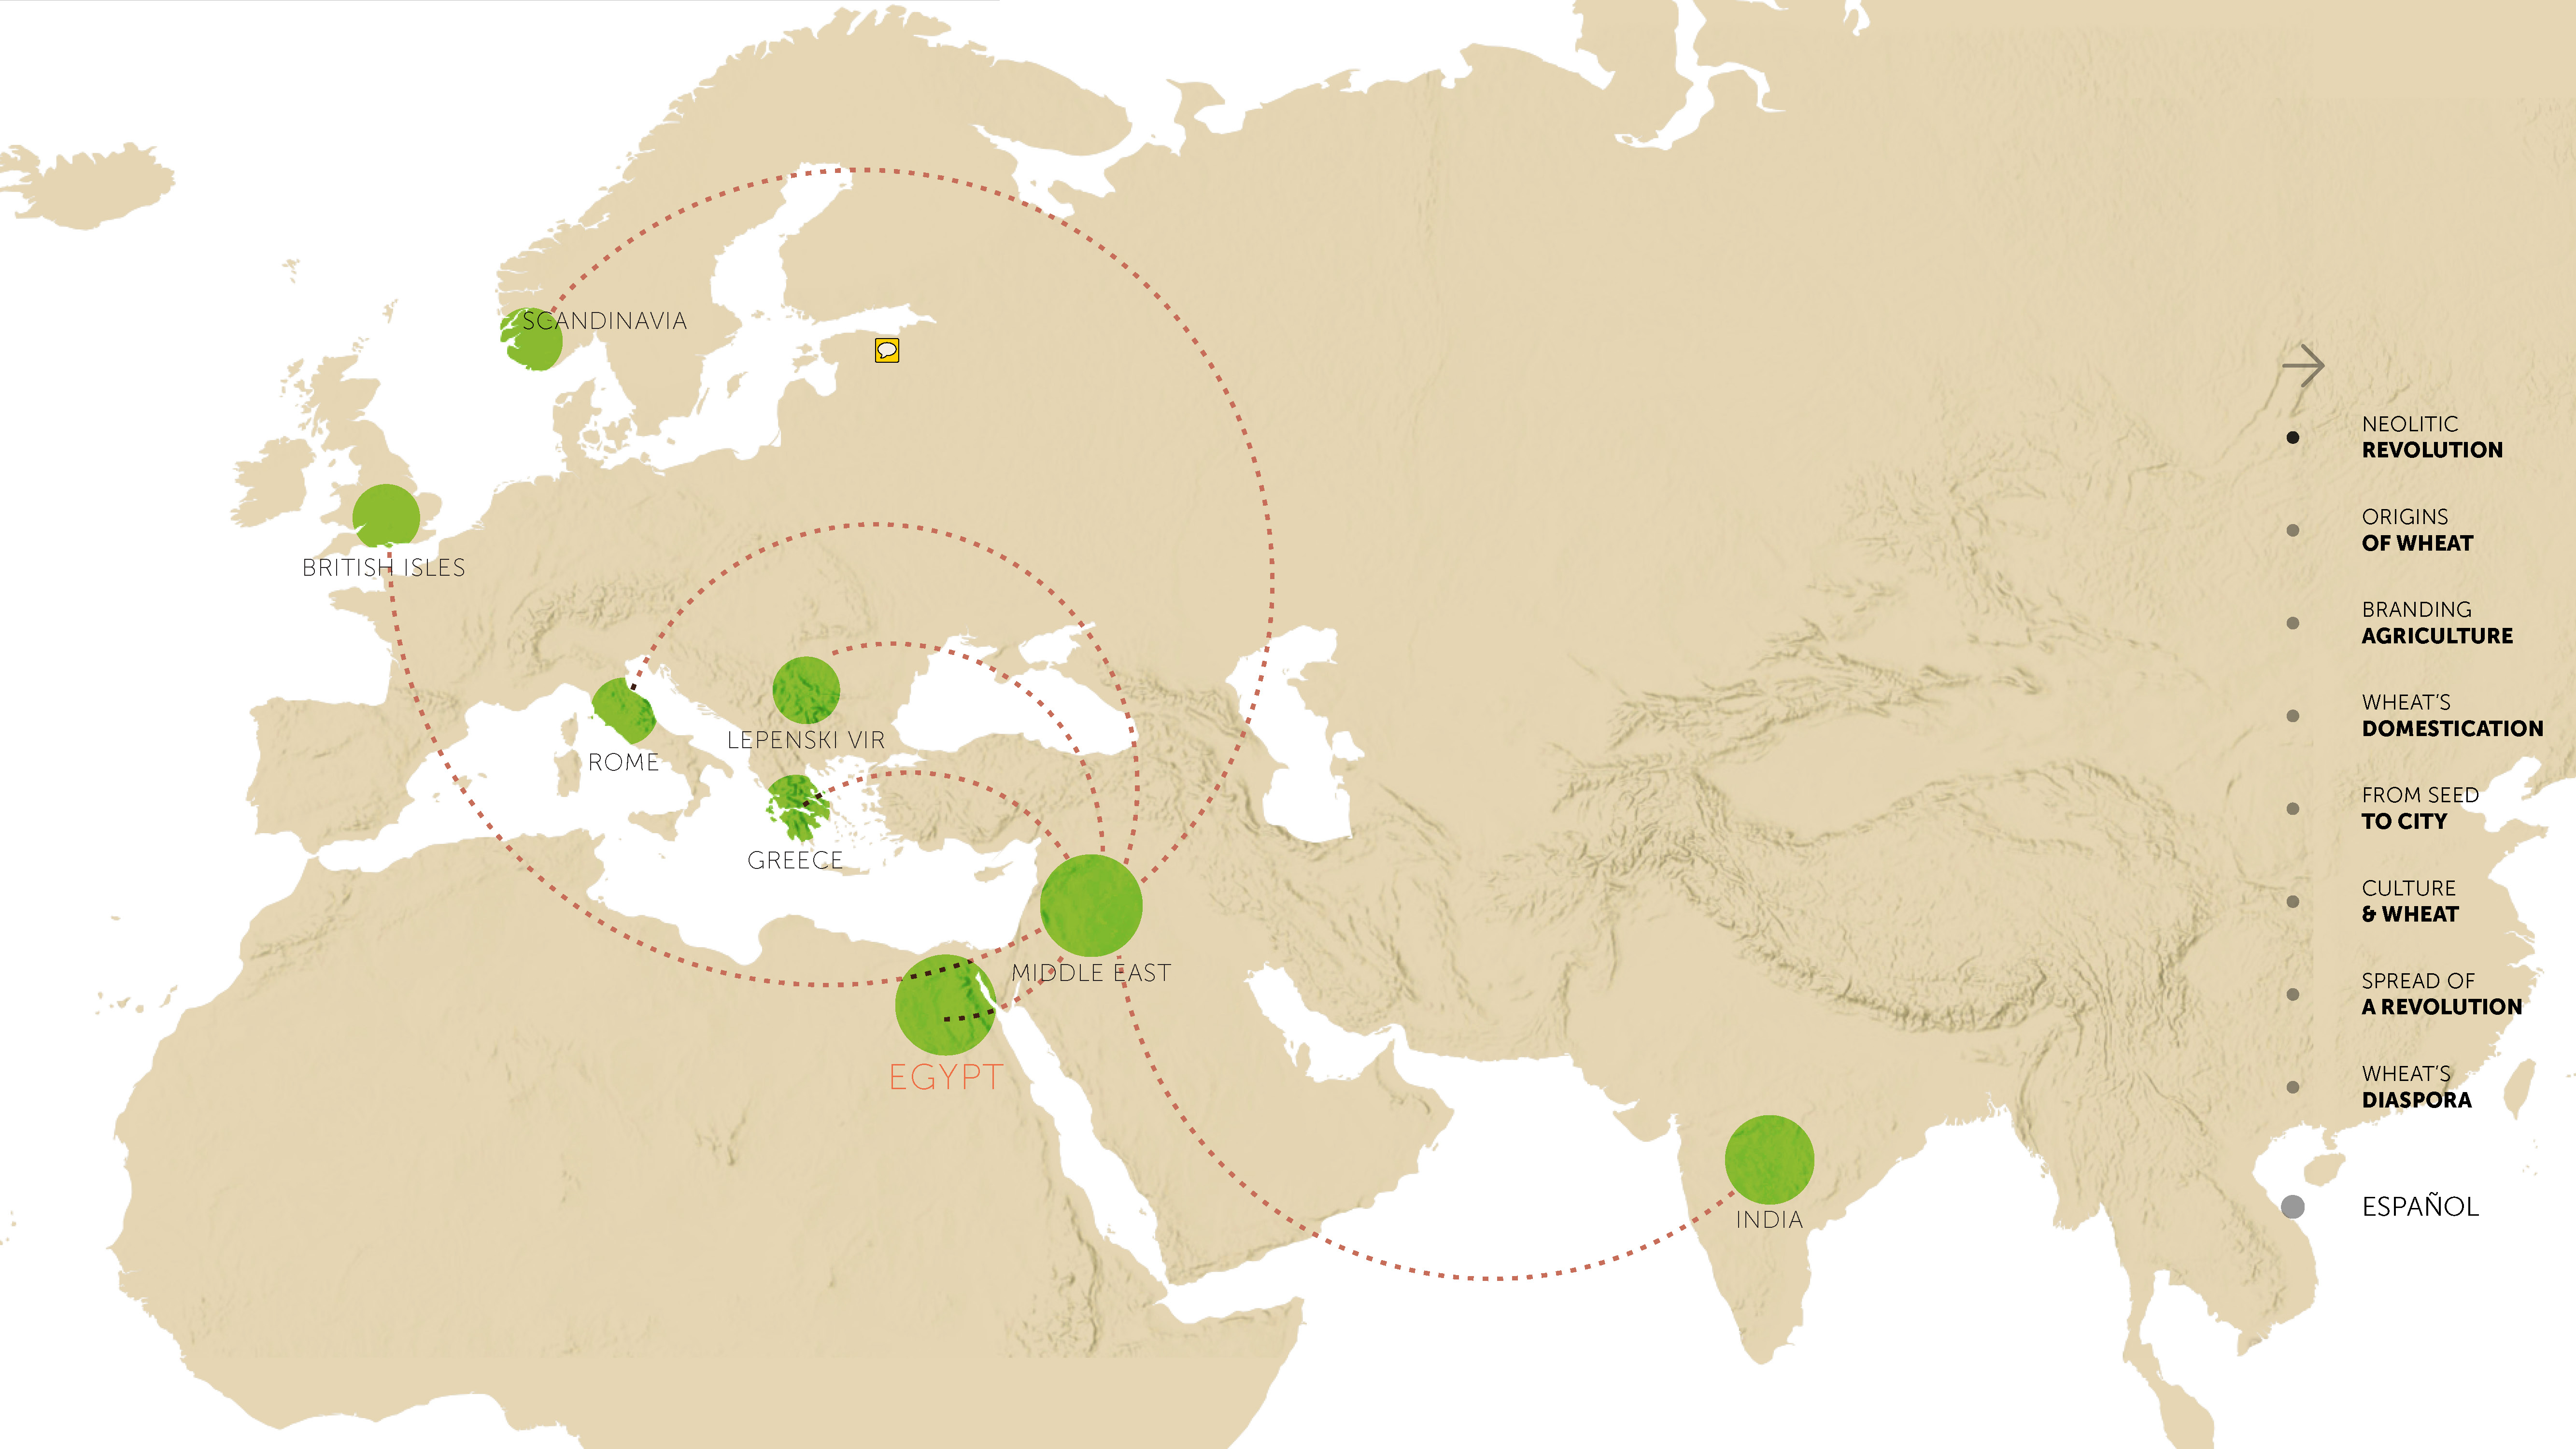 SCANDINAVIA
BRITISH ISLES
LEPENSKI VIR
ROME
GREECE
MIDDLE EAST
EGYPT
INDIA
NEOLITIC
REVOLUTION
ORIGINS
OF WHEAT
BRANDING
AGRICULTURE
WHEAT'S
DOMESTICATION
FROM SEED
TO CITY
CULTURE
& WHEAT
SPREAD OF
A REVOLUTION
WHEAT'S
DIASPORA
ESPAÑOL